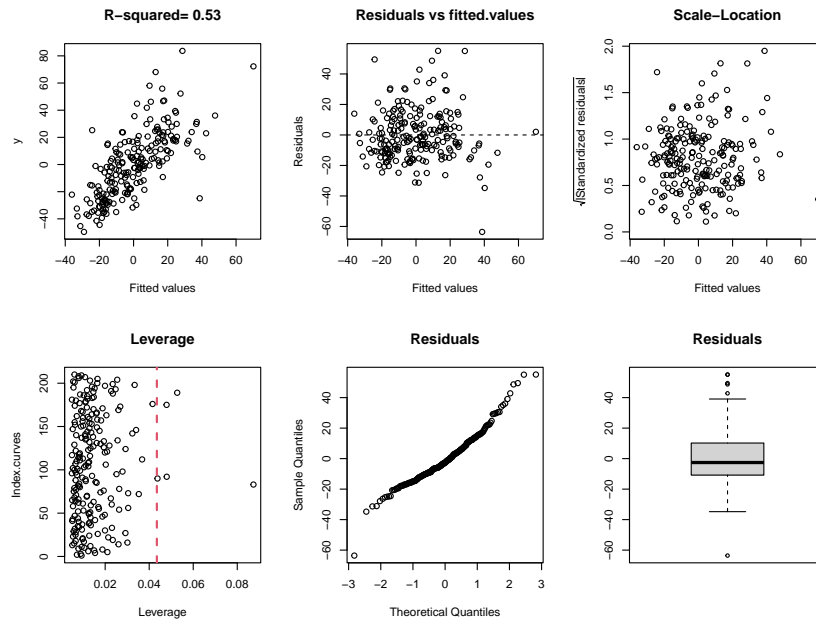 R−squared= 0.53
y
80
60
40
20
0
−40
−40 −20 0 20 40 60
Fitted values
Residuals vs fitted.values
Residuals
40
20
0
−20
−60
−40 −20 0 20 40 60
Fitted values
Scale−Location
√|Standardized residuals|
2.0
1.5
1.0
0.5
0.0
−40 −20 0 20 40 60
Fitted values
Leverage
Index.curves
200
150
100
50
0
0.02 0.04 0.06 0.08
Leverage
Residuals
Sample Quantiles
40
20
0
−20
−60
−3 −2 −1 0 1 2 3
Theoretical Quantiles
Residuals
40
20
0
−20
−60